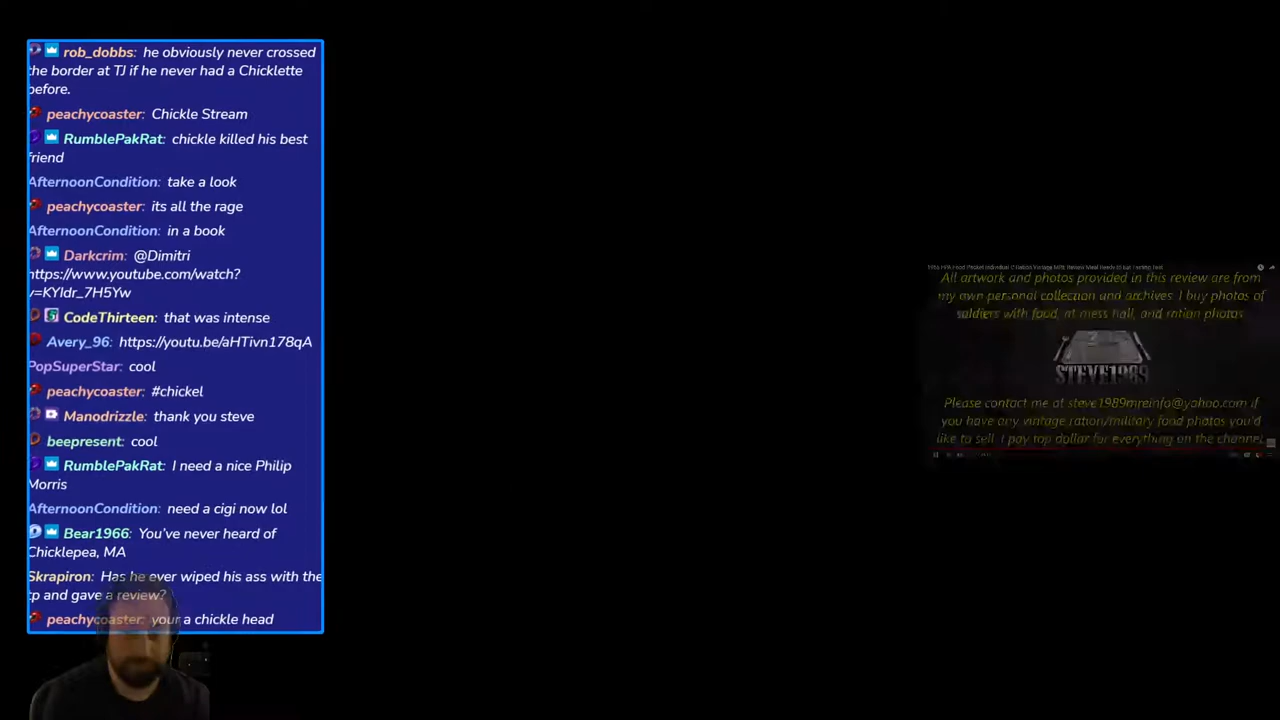 rob_dobbs: he obviously never crossed
the border at TJ if he never had a Chicklette
before.
peachycoaster: Chickle Stream
RumblePakRat: chickle killed his best
friend
AfternoonCondition: take a look
peachycoaster: its all the rage
AfternoonCondition: in a book
Darkcrim: @Dimitri
https://www.youtube.com/watch?
v=KYIdr_7H5Yw
CodeThirteen: that was intense
Avery_96: https://youtu.be/aHTivn178qA
PopSuperStar: cool
peachycoaster: #chickel
Manodrizzle: thank you steve
beepresent: cool
RumblePakRat: I need a nice Philip
Morris
AfternoonCondition: need a cigi now lol
Bear1966: You've never heard of
Chicklepea, MA
Skrapiron: Has he ever wiped his ass with the
tp and gave a review?
peachycoaster: your a chickle head
All artwork and photos provided in this review are from
my own personal collection and archives. I buy photos of
soldiers with food, at mess hall, and ration photos
STEVE1989
Please contact me at steve1989mreinfo@yahoo.com if
you have any vintage ration/military food photos you'd
like to sell. I pay top dollar for everything on the channel.